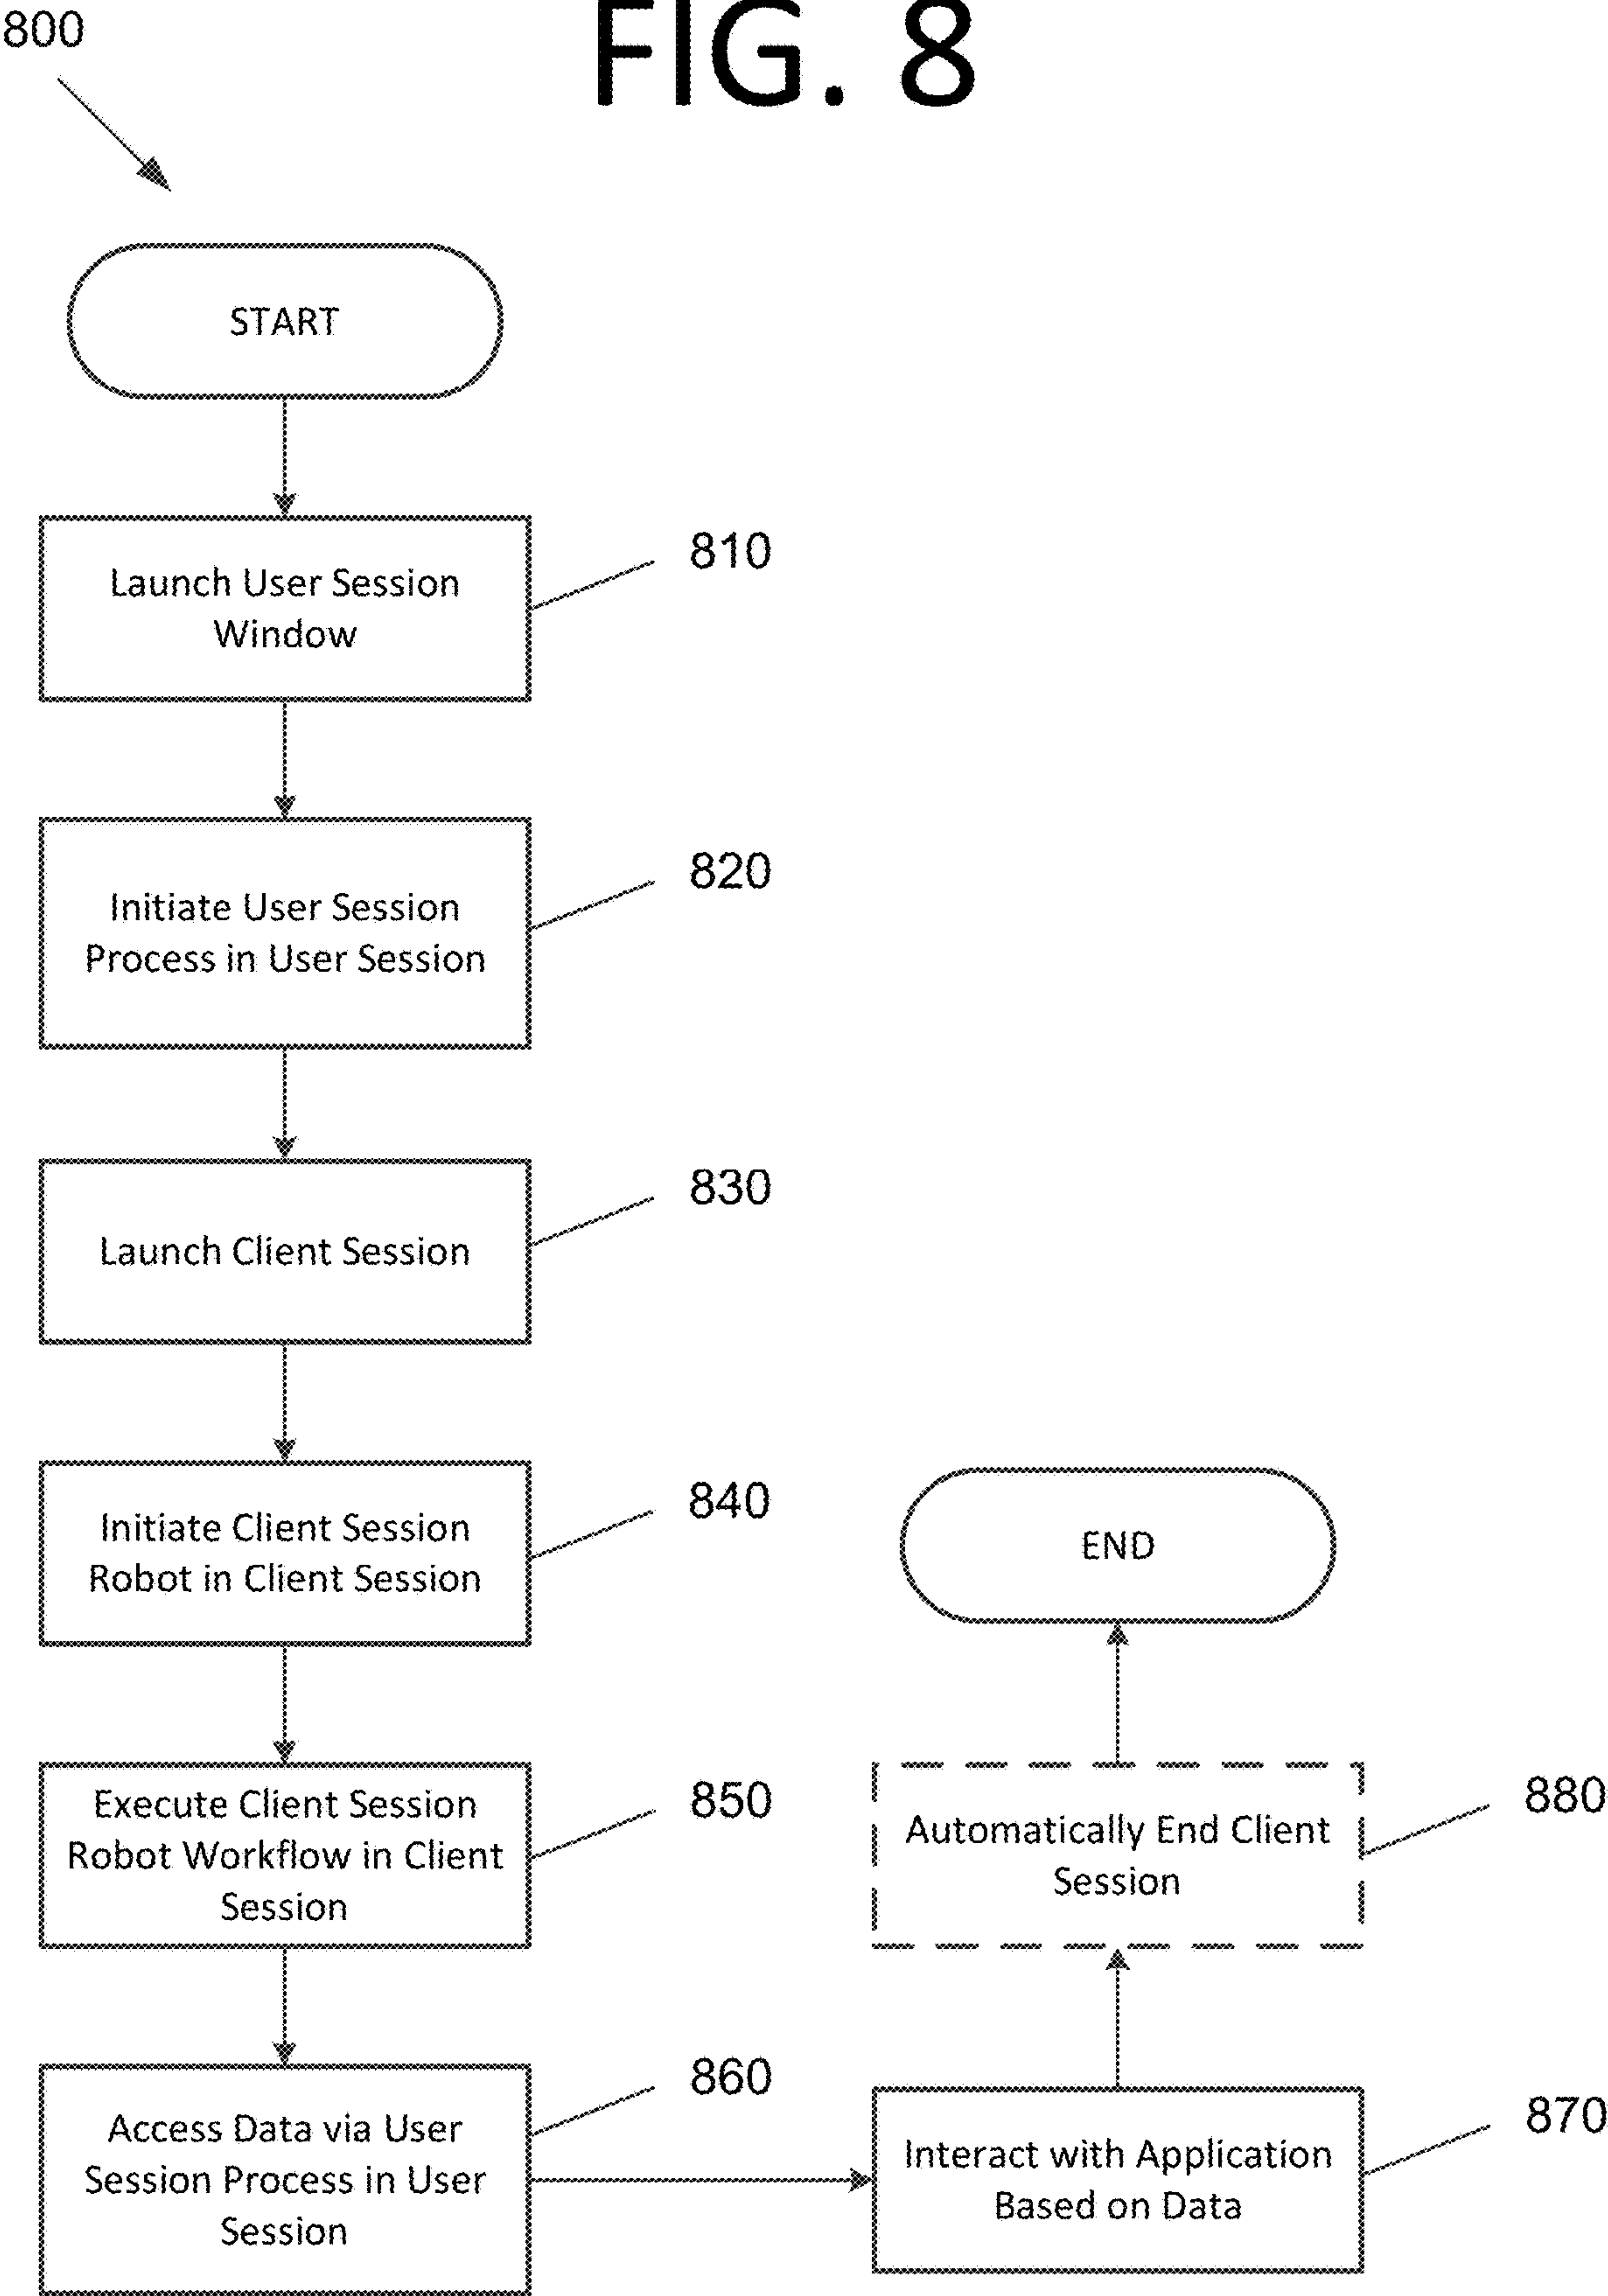 800
FIG. 8
START
Launch User Session
Window
810
Initiate User Session
Process in User Session
820
Launch Client Session
830
Initiate Client Session
Robot in Client Session
840
Execute Client Session
Robot Workflow in Client
Session
850
Access Data via User
Session Process in User
Session
860
Interact with Application
Based on Data
870
Automatically End Client
Session
880
END